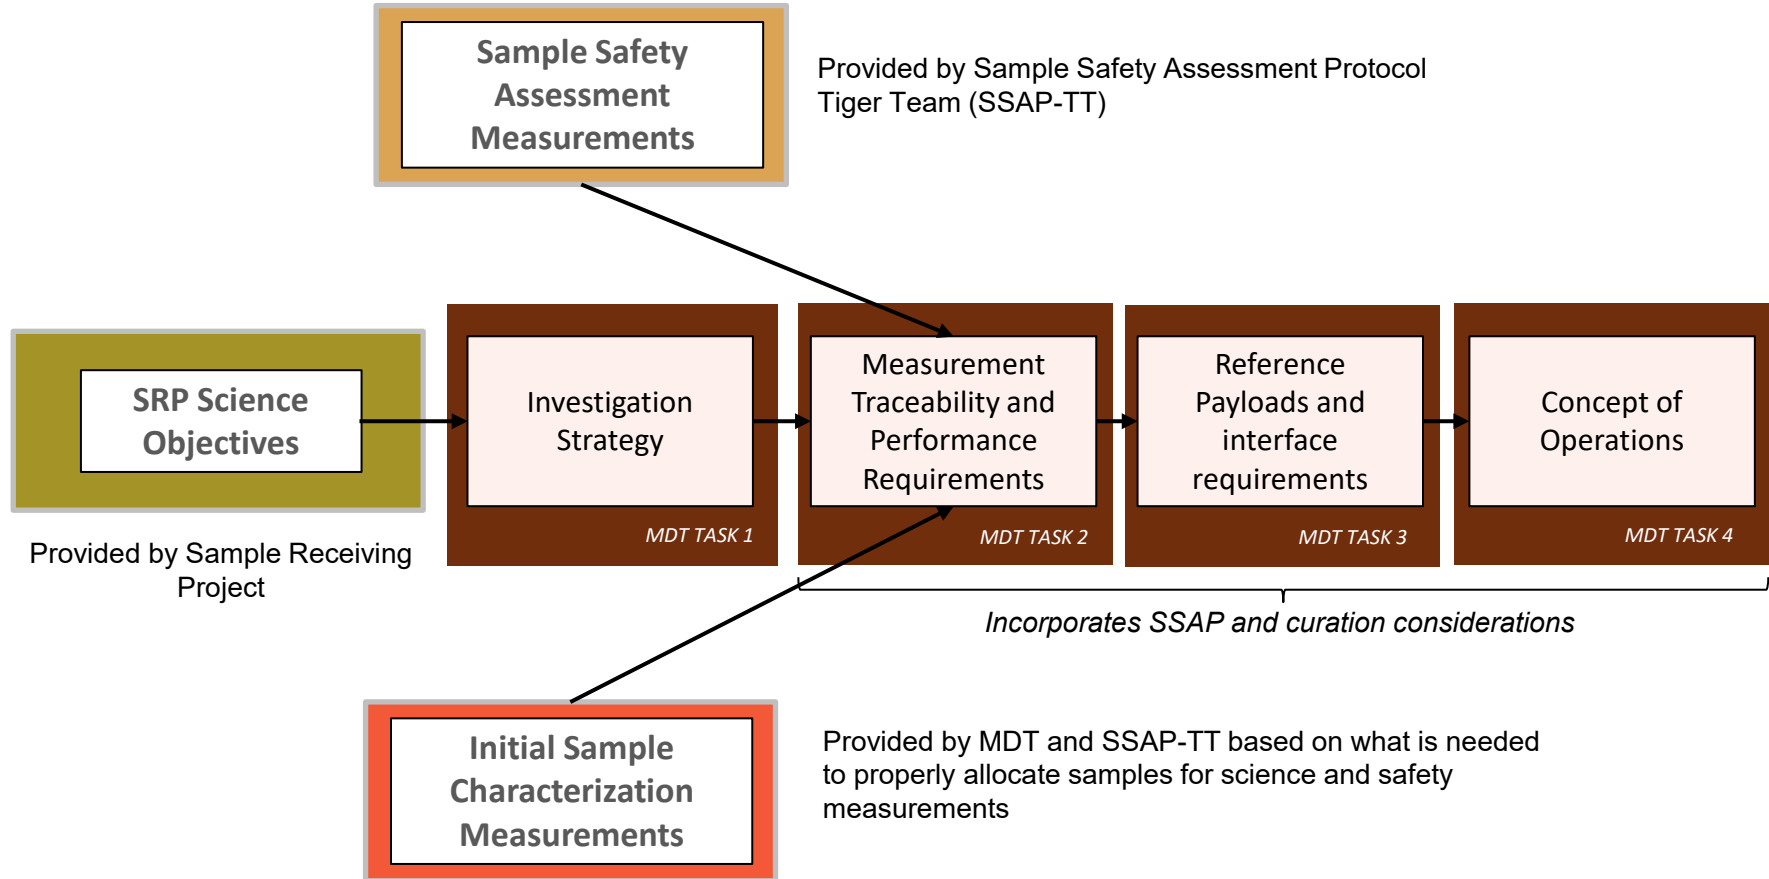 Sample Safety
Assessment
Measurements
Provided by Sample Safety Assessment Protocol
Tiger Team (SSAP-TT)
SRP Science
Objectives
Provided by Sample Receiving
Project
Investigation
Strategy
MDT TASK 1
Measurement
Traceability and
Performance
Requirements
MDT TASK 2
Reference
Payloads and
interface
requirements
MDT TASK 3
Concept of
Operations
MDT TASK 4
Incorporates SSAP and curation considerations
Initial Sample
Characterization
Measurements
Provided by MDT and SSAP-TT based on what is needed
to properly allocate samples for science and safety
measurements